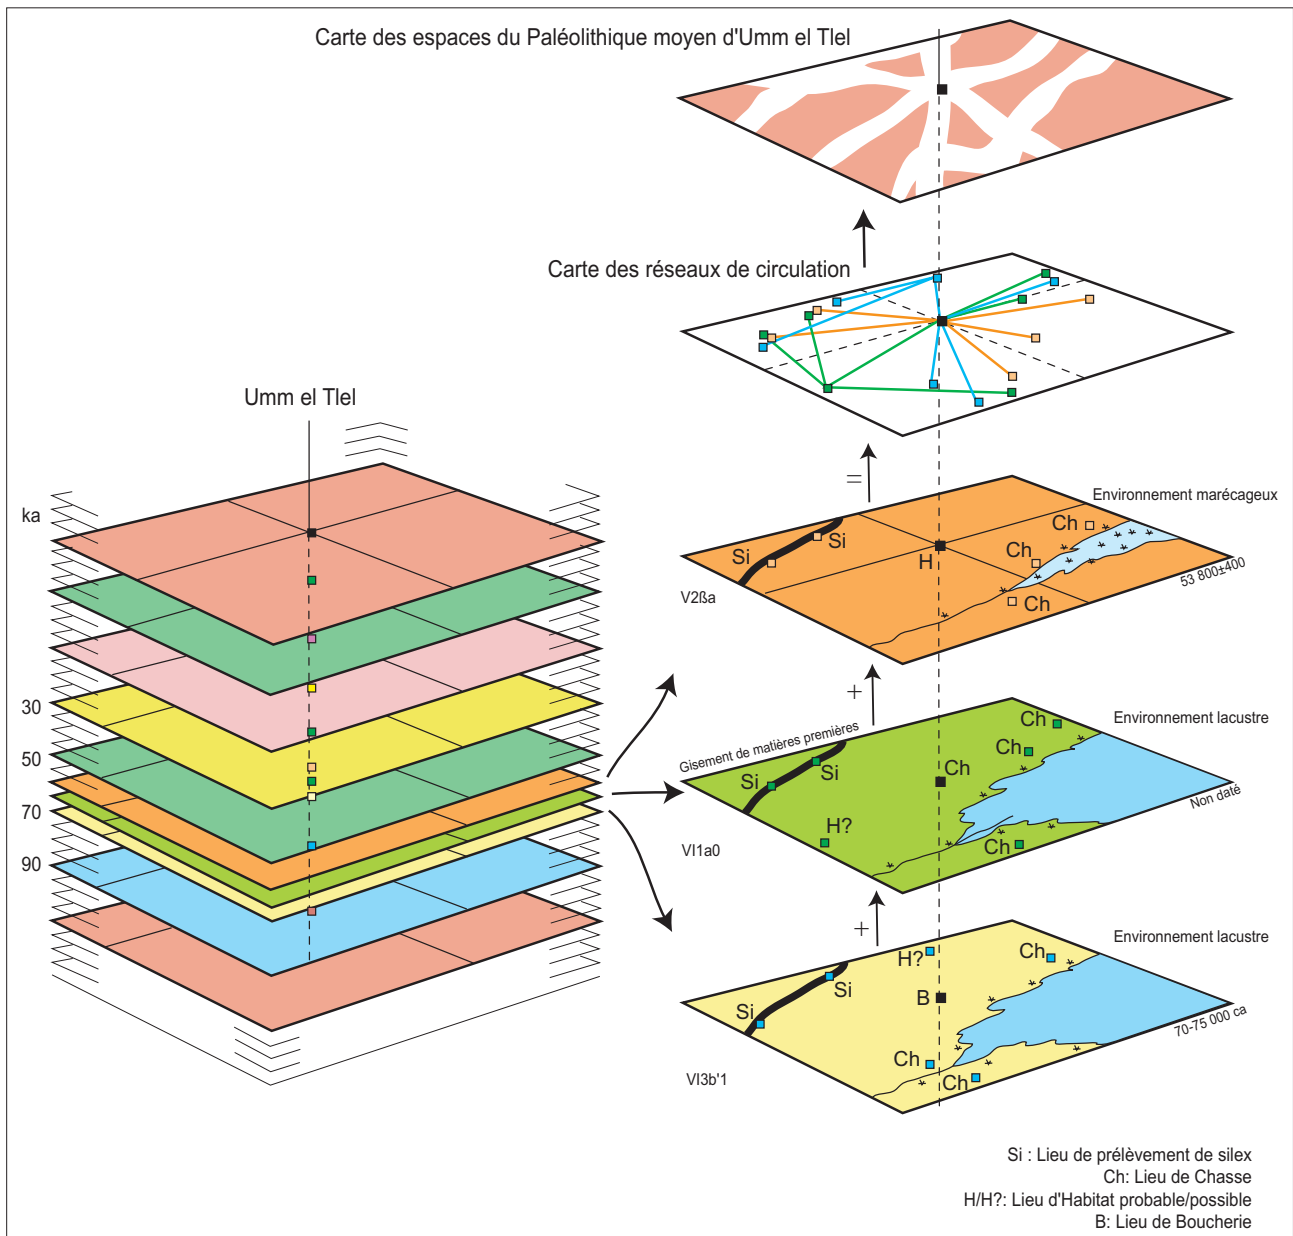 Carte des espaces du Paléolithique moyen d'Umm el Tlel
Carte des réseaux de circulation
Umm el Tlel
ka
30
50
70
90
=
Environnement marécageux
Si
Si
H
Ch
Ch
Ch
53 800±400
V2ßa
+
Gisement de matières premières
Environnement lacustre
Si
Si
Ch
Ch
Ch
H?
Ch
Non daté
VI1a0
+
Environnement lacustre
H?
Ch
Si
Si
B
Ch
Ch
70-75 000 ca
VI3b'1
Si : Lieu de prélèvement de silex
Ch: Lieu de Chasse
H/H?: Lieu d'Habitat probable/possible
B: Lieu de Boucherie